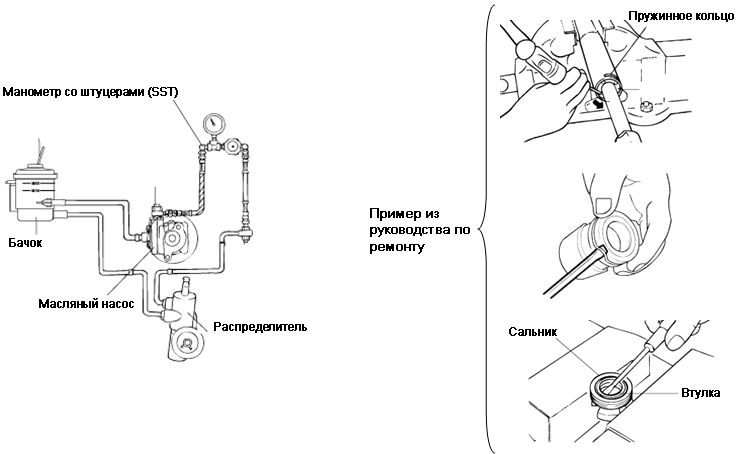 Манометр со штуцерами (SST)
Бачок
Масляный насос
Распределитель
Пример из
руководства по
ремонту
Пружинное кольцо
Сальник
Втулка